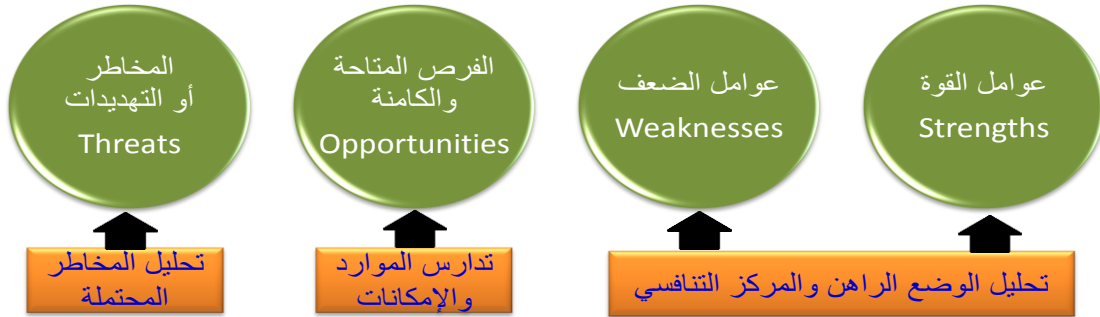 عوامل القوة
Strengths
عوامل الضعف
Weaknesses
الفرص المتاحة
والكامنة
Opportunities
المخاطر
أو التهديدات
Threats
تحليل الوضع الراهن والمركز التنافسي
تدارس الموارد
والإمكانات
تحليل المخاطر
المحتملة